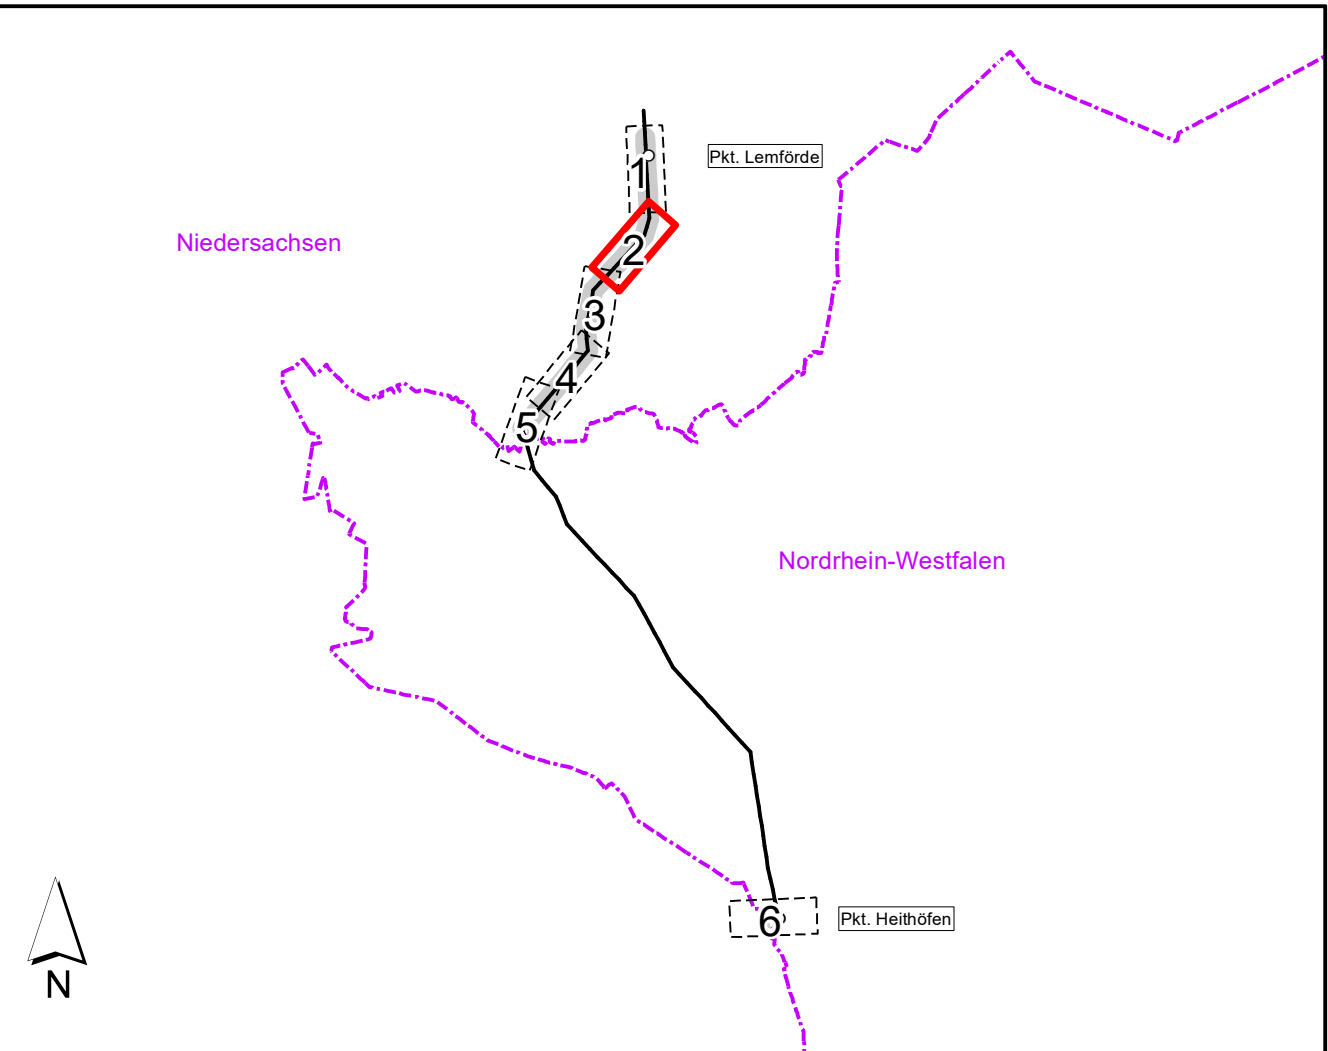 Pkt. Lemförde
1
Niedersachsen
2
3
4
5
Nordrhein-Westfalen
6
Pkt. Heithöfen
N